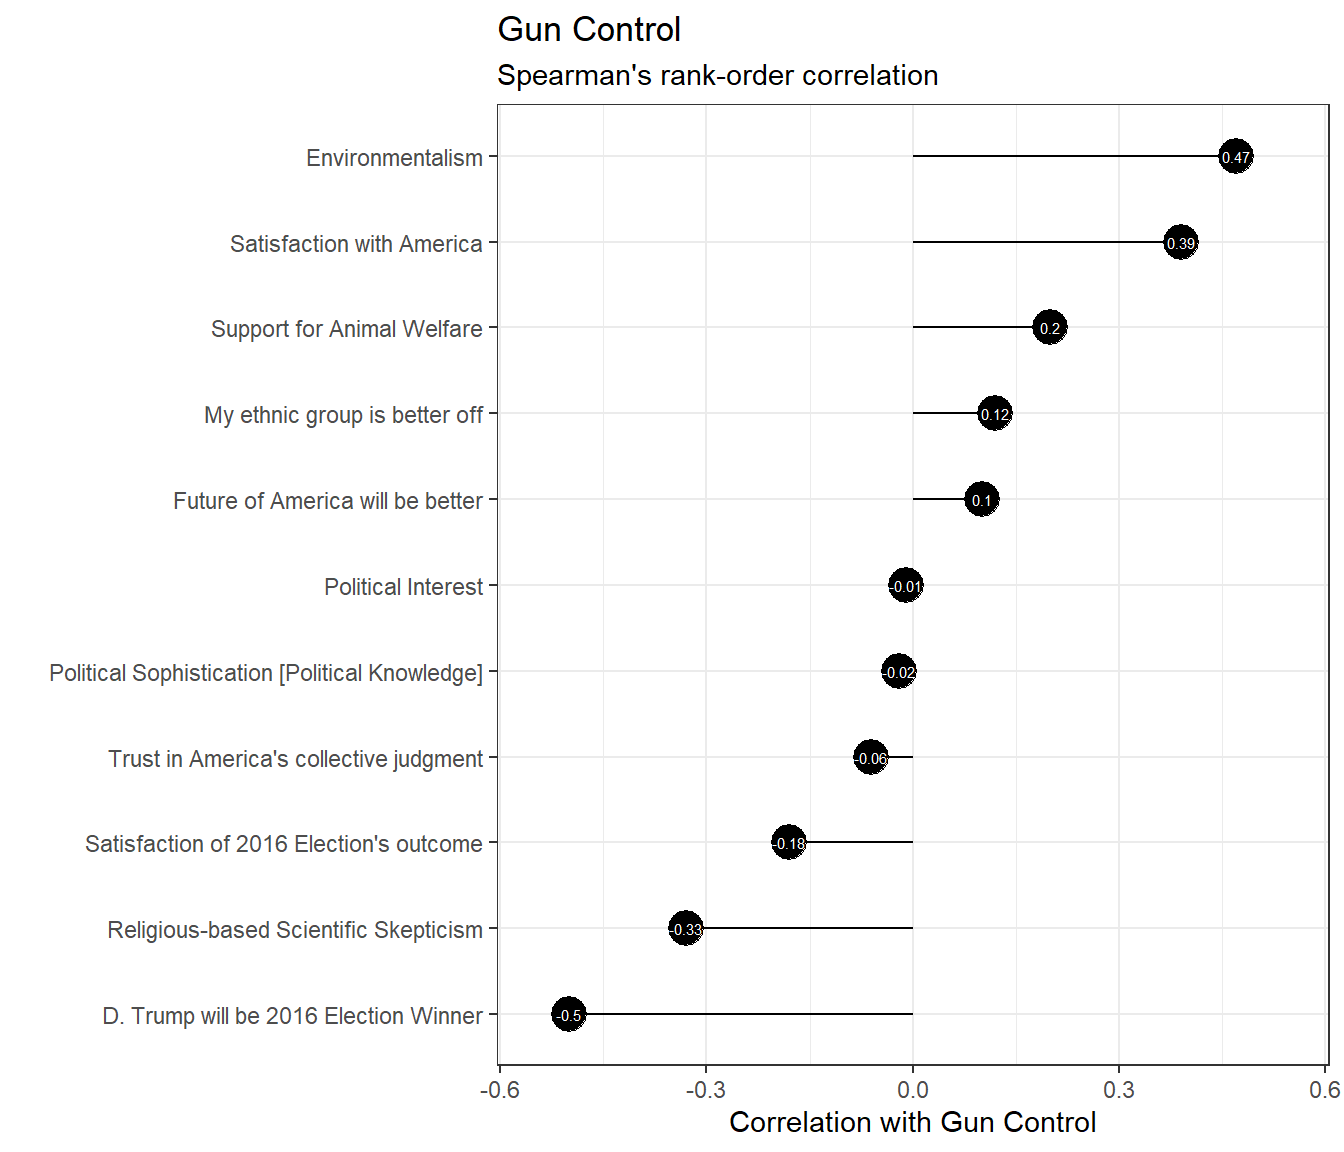 Gun Control
Spearman's rank-order correlation
Environmentalism
0.47
Satisfaction with America
0.39
Support for Animal Welfare
0.2
My ethnic group is better off
0.12
Future of America will be better
0.1
Political Interest
-0.01
Political Sophistication [Political Knowledge]
-0.02
Trust in America's collective judgment
-0.06
Satisfaction of 2016 Election's outcome
-0.18
Religious-based Scientific Skepticism
-0.33
D. Trump will be 2016 Election Winner
-0.5
-0.6 -0.3 0.0 0.3 0.6
Correlation with Gun Control